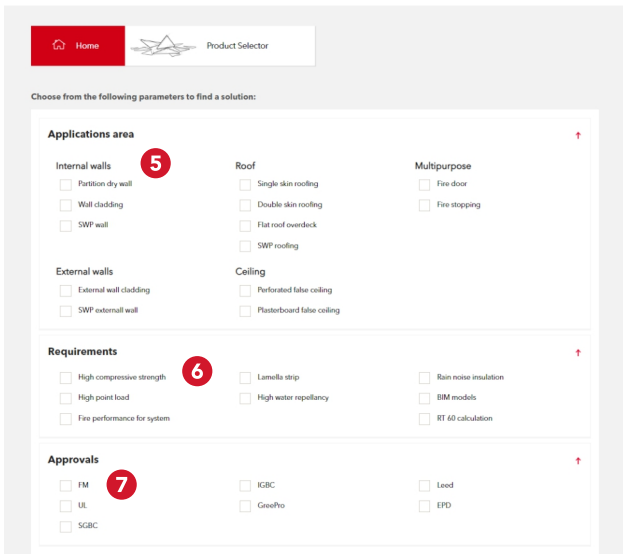 Home
Product Selector
Choose from the following parameters to find a solution:
Applications area
5
Internal walls
Partition dry wall
Wall cladding
SWP wall
Roof
Single skin roofing
Double skin roofing
Flat roof overdeck
SWP roofing
Multipurpose
Fire door
Fire stopping
External walls
External wall cladding
SWP externall wall
Ceiling
Perforated false ceiling
Plasterboard false ceiling
Requirements
6
High compressive strength
High point load
Fire performance for system
Lamella strip
High water repellancy
Rain noise insulation
BIM models
RT 60 calculation
Approvals
7
FM
UL
SGBC
IGBC
GreePro
Leed
EPD